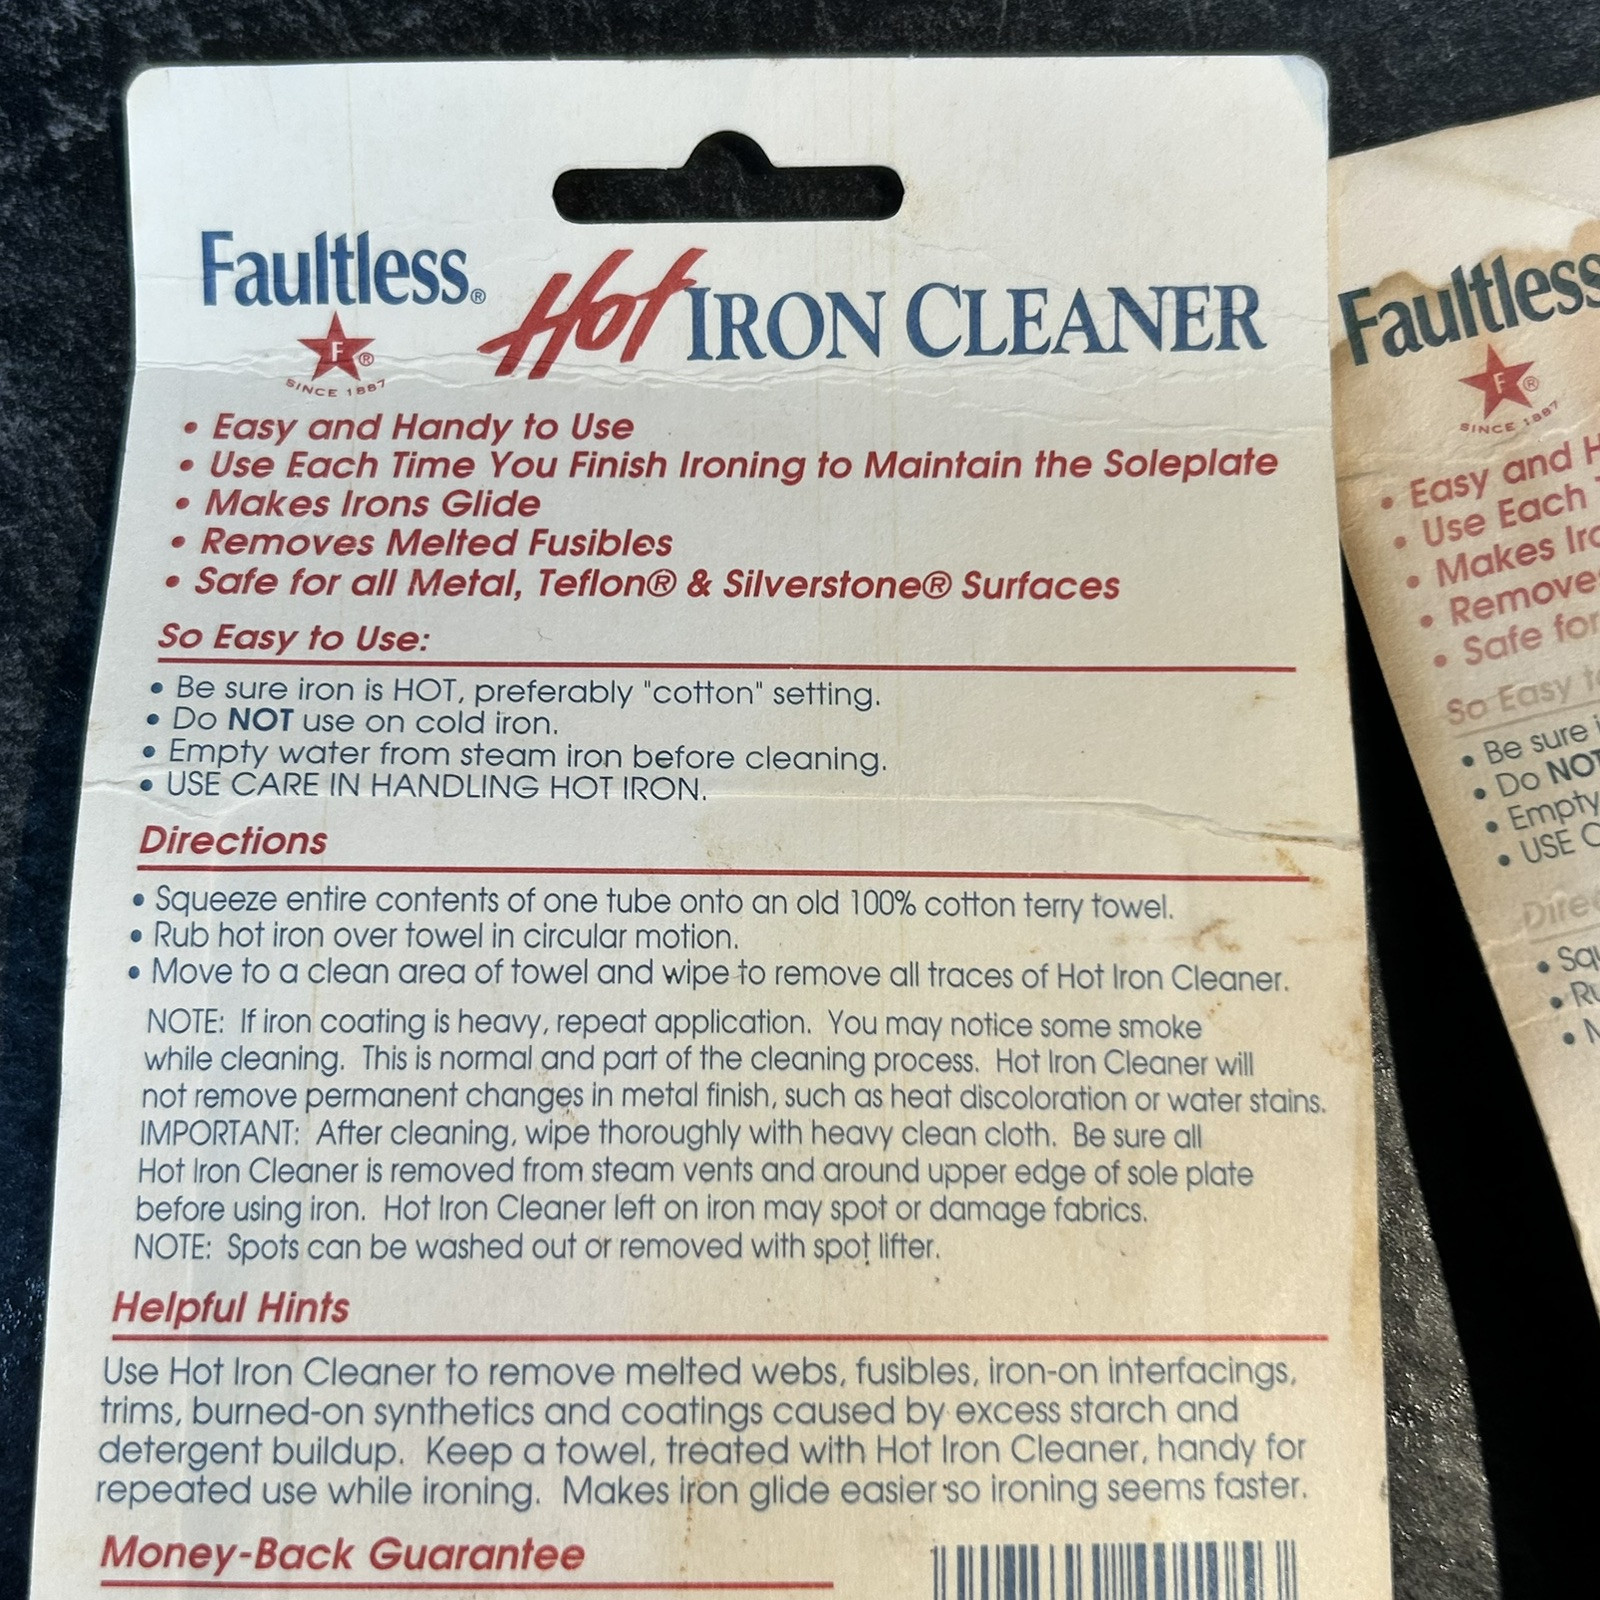 Faultless®
Hot IRON CLEANER
F®
SINCE 1887
• Easy and Handy to Use
• Use Each Time You Finish Ironing to Maintain the Soleplate
• Makes Irons Glide
• Removes Melted Fusibles
• Safe for all Metal, Teflon® & Silverstone® Surfaces
So Easy to Use:
• Be sure iron is HOT, preferably "cotton" setting.
• Do NOT use on cold iron.
• Empty water from steam iron before cleaning.
• USE CARE IN HANDLING HOT IRON.
Directions
• Squeeze entire contents of one tube onto an old 100% cotton terry towel.
• Rub hot iron over towel in circular motion.
• Move to a clean area of towel and wipe to remove all traces of Hot Iron Cleaner.
NOTE: If iron coating is heavy, repeat application. You may notice some smoke
while cleaning. This is normal and part of the cleaning process. Hot Iron Cleaner will
not remove permanent changes in metal finish, such as heat discoloration or water stains.
IMPORTANT: After cleaning, wipe thoroughly with heavy clean cloth. Be sure all
Hot Iron Cleaner is removed from steam vents and around upper edge of sole plate
before using iron. Hot Iron Cleaner left on iron may spot or damage fabrics.
NOTE: Spots can be washed out or removed with spot lifter.
Helpful Hints
Use Hot Iron Cleaner to remove melted webs, fusibles, iron-on interfacings,
trims, burned-on synthetics and coatings caused by excess starch and
detergent buildup. Keep a towel, treated with Hot Iron Cleaner, handy for
repeated use while ironing. Makes iron glide easier so ironing seems faster.
Money-Back Guarantee
Faultless
F®
SINCE 1887
• Easy and
• Use Each
• Makes
• Remove
• Safe for
So Easy
• Be sure
• Do NOT
• Empty
• USE